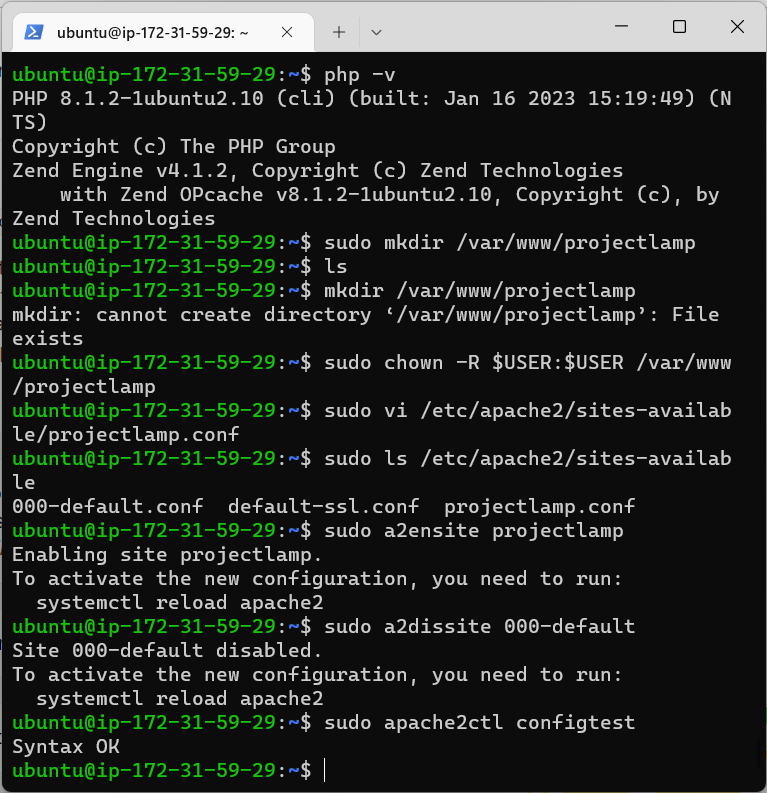 ubuntu@ip-172-31-59-29: ~
ubuntu@ip-172-31-59-29:~$ php -v
PHP 8.1.2-1ubuntu2.10 (cli) (built: Jan 16 2023 15:19:49) (N
TS)
Copyright (c) The PHP Group
Zend Engine v4.1.2, Copyright (c) Zend Technologies
    with Zend OPcache v8.1.2-1ubuntu2.10, Copyright (c), by
Zend Technologies
ubuntu@ip-172-31-59-29:~$ sudo mkdir /var/www/projectlamp
ubuntu@ip-172-31-59-29:~$ ls
ubuntu@ip-172-31-59-29:~$ mkdir /var/www/projectlamp
mkdir: cannot create directory ‘/var/www/projectlamp’: File
exists
ubuntu@ip-172-31-59-29:~$ sudo chown -R $USER:$USER /var/www
/projectlamp
ubuntu@ip-172-31-59-29:~$ sudo vi /etc/apache2/sites-availab
le/projectlamp.conf
ubuntu@ip-172-31-59-29:~$ sudo ls /etc/apache2/sites-availab
le
000-default.conf  default-ssl.conf  projectlamp.conf
ubuntu@ip-172-31-59-29:~$ sudo a2ensite projectlamp
Enabling site projectlamp.
To activate the new configuration, you need to run:
  systemctl reload apache2
ubuntu@ip-172-31-59-29:~$ sudo a2dissite 000-default
Site 000-default disabled.
To activate the new configuration, you need to run:
  systemctl reload apache2
ubuntu@ip-172-31-59-29:~$ sudo apache2ctl configtest
Syntax OK
ubuntu@ip-172-31-59-29:~$